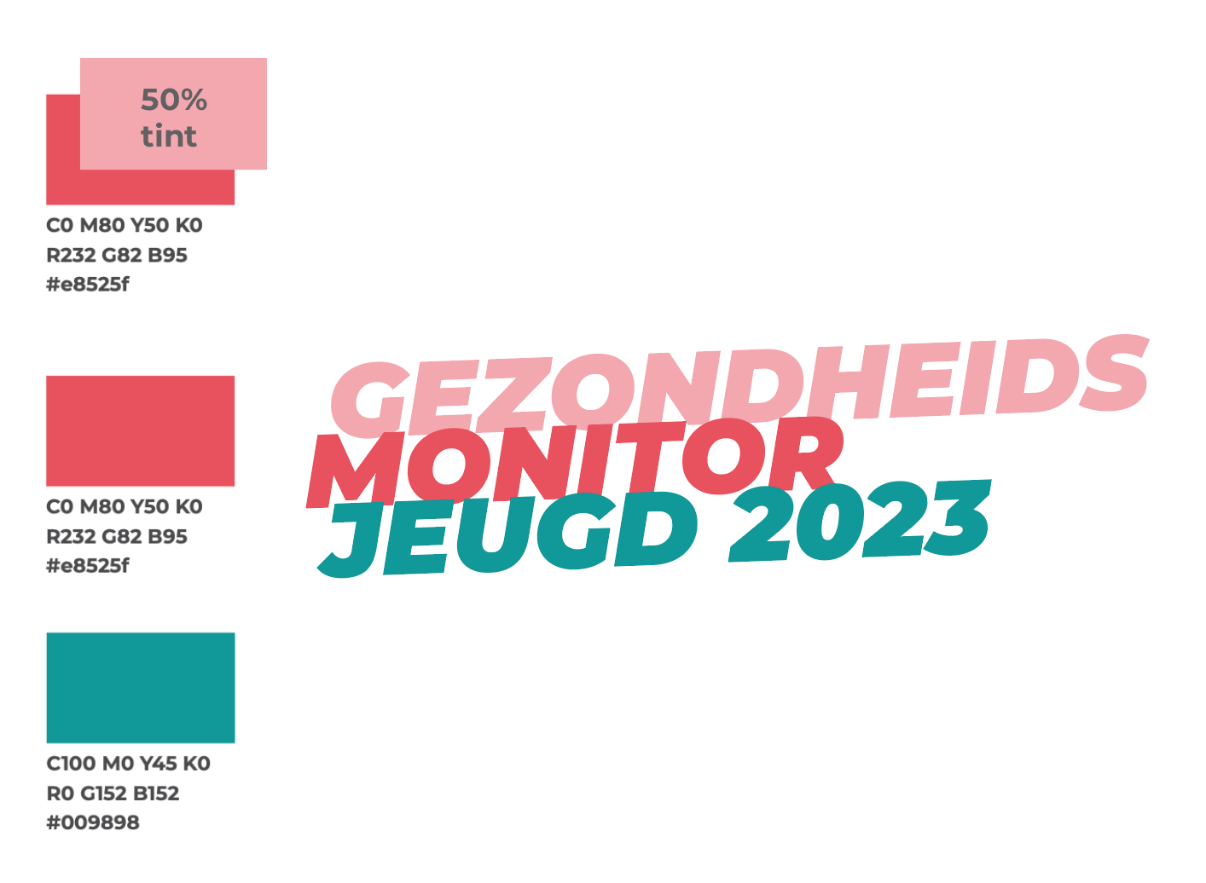 50%
tint
C0 M80 Y50 K0
R232 G82 B95
#e8525f
C0 M80 Y50 K0
R232 G82 B95
#e8525f
C100 M0 Y45 K0
R0 G152 B152
#009898
GEZONDHEIDS
MONITOR
JEUGD 2023